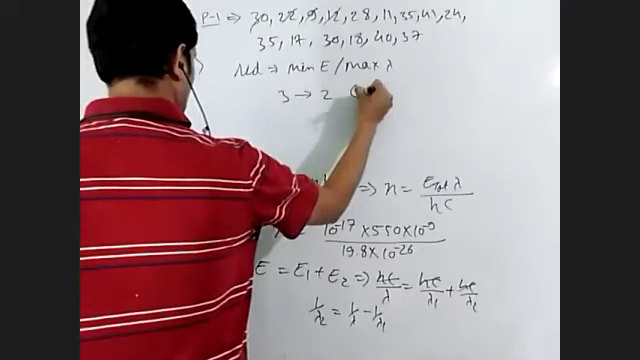 P-1 ⇒ 30, 22, 9, 12, 28, 11, 35, 41, 24,
35, 17, 30, 18, 40, 37
red ⇒ min E / max λ
3 → 2 (
⇒ n = E_Tot λ / hc
10^-17 × 550 × 10^-9 / 19.8 × 10^-26
E = E1 + E2 ⇒ hc/λ = hc/λ1 + hc/λ2
1/λ2 = 1/λ - 1/λ1